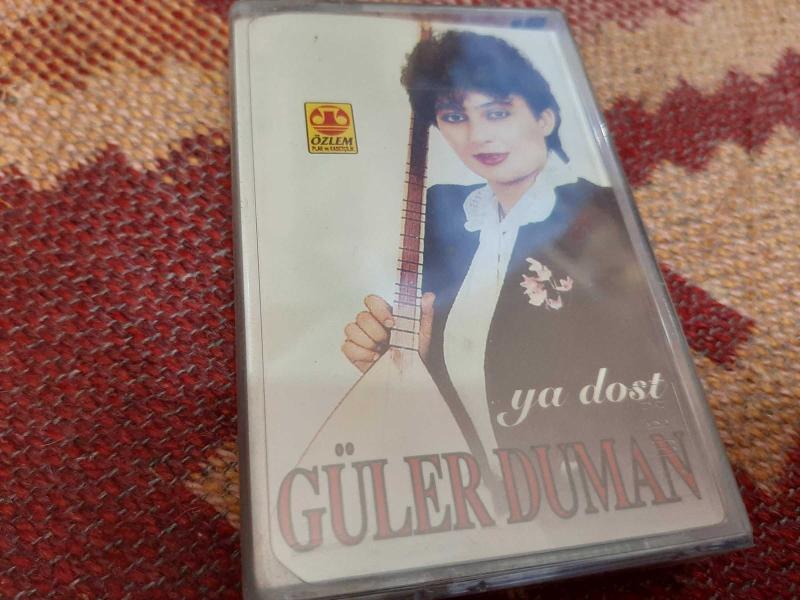 ÖZLEM
PLAK ve KASETÇİLİK
ya dost
GÜLER DUMAN